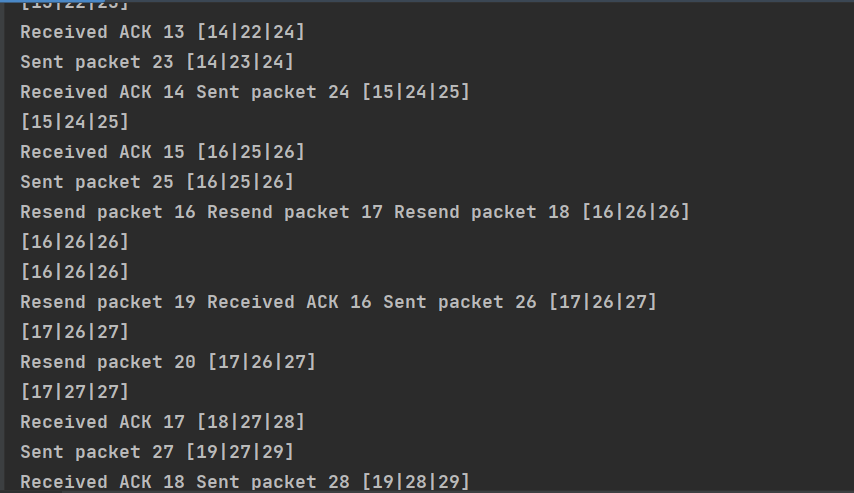 [13|22|23]
Received ACK 13 [14|22|24]
Sent packet 23 [14|23|24]
Received ACK 14 Sent packet 24 [15|24|25]
[15|24|25]
Received ACK 15 [16|25|26]
Sent packet 25 [16|25|26]
Resend packet 16 Resend packet 17 Resend packet 18 [16|26|26]
[16|26|26]
[16|26|26]
Resend packet 19 Received ACK 16 Sent packet 26 [17|26|27]
[17|26|27]
Resend packet 20 [17|26|27]
[17|27|27]
Received ACK 17 [18|27|28]
Sent packet 27 [19|27|29]
Received ACK 18 Sent packet 28 [19|28|29]